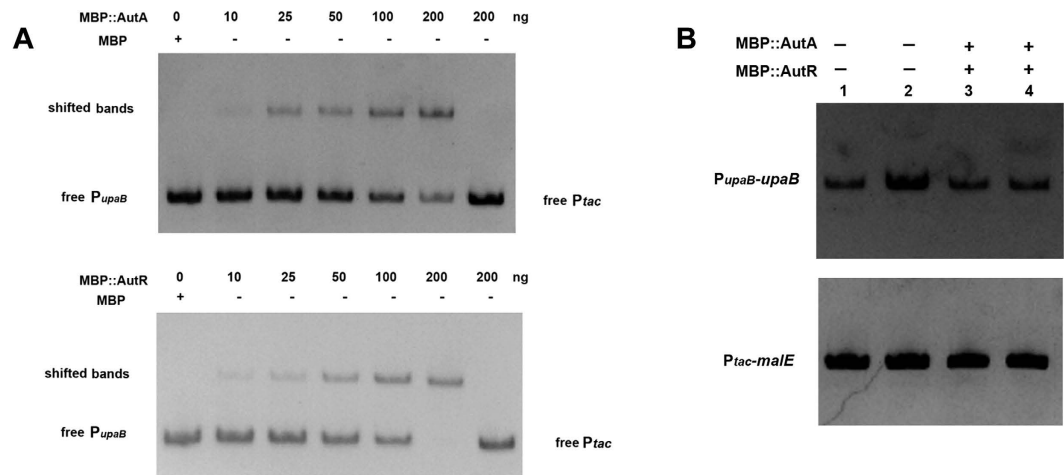 A
MBP::AutA 0 10 25 50 100 200 200 ng
MBP + - - - - - -
shifted bands
free PupaB
free Ptac
MBP::AutR 0 10 25 50 100 200 200 ng
MBP + - - - - - -
shifted bands
free PupaB
free Ptac
B
MBP::AutA – – + +
MBP::AutR – – + +
1 2 3 4
PupaB-upaB
Ptac-malE